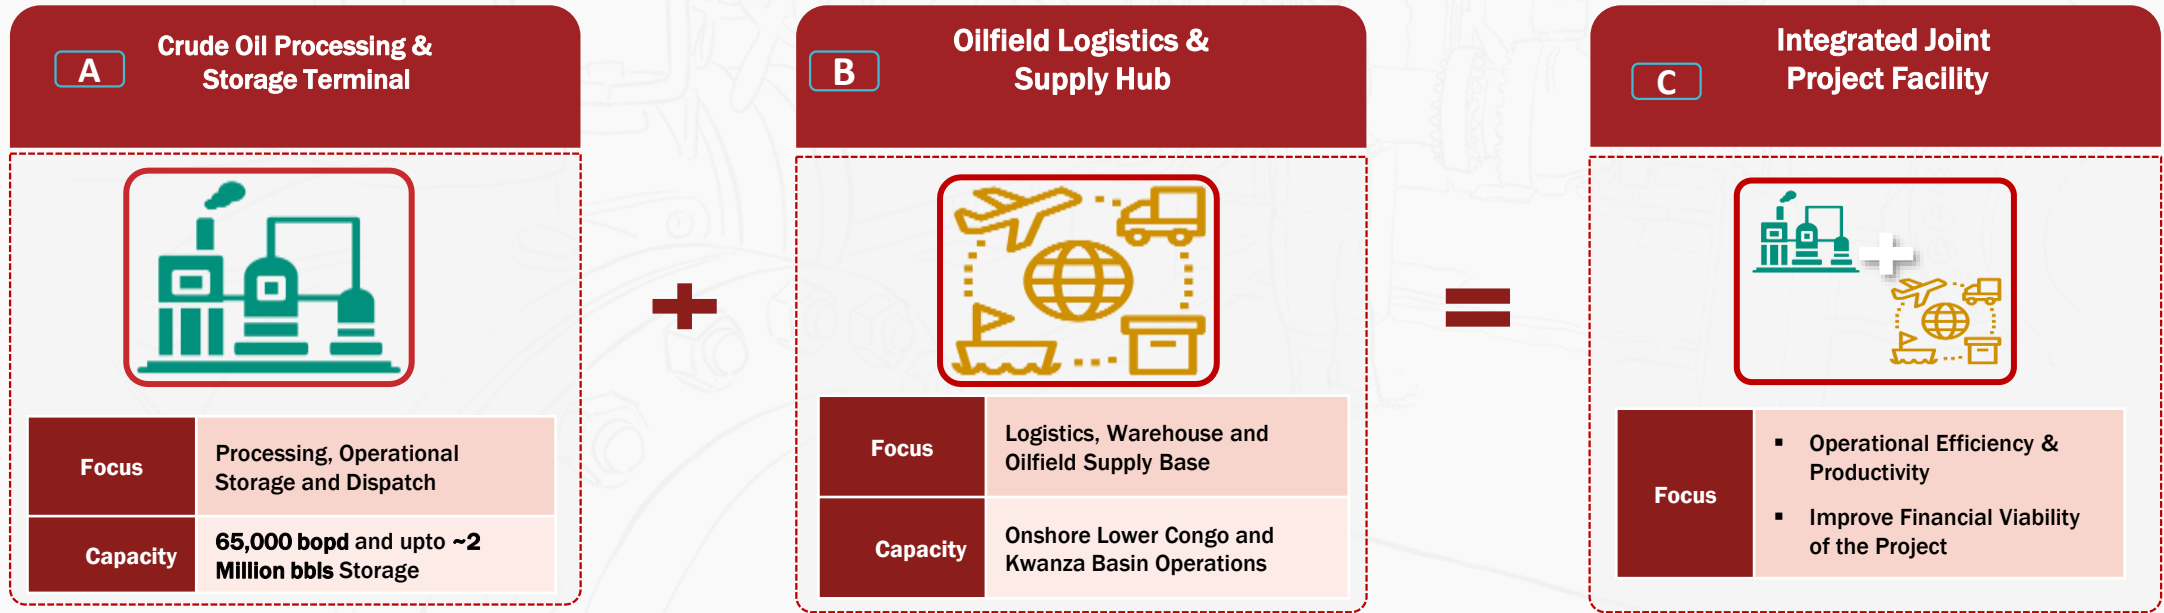 A
Crude Oil Processing &
Storage Terminal
Focus
Processing, Operational
Storage and Dispatch
Capacity
65,000 bopd and upto ~2
Million bbls Storage
+
B
Oilfield Logistics &
Supply Hub
Focus
Logistics, Warehouse and
Oilfield Supply Base
Capacity
Onshore Lower Congo and
Kwanza Basin Operations
=
C
Integrated Joint
Project Facility
Focus
▪ Operational Efficiency &
Productivity
▪ Improve Financial Viability
of the Project